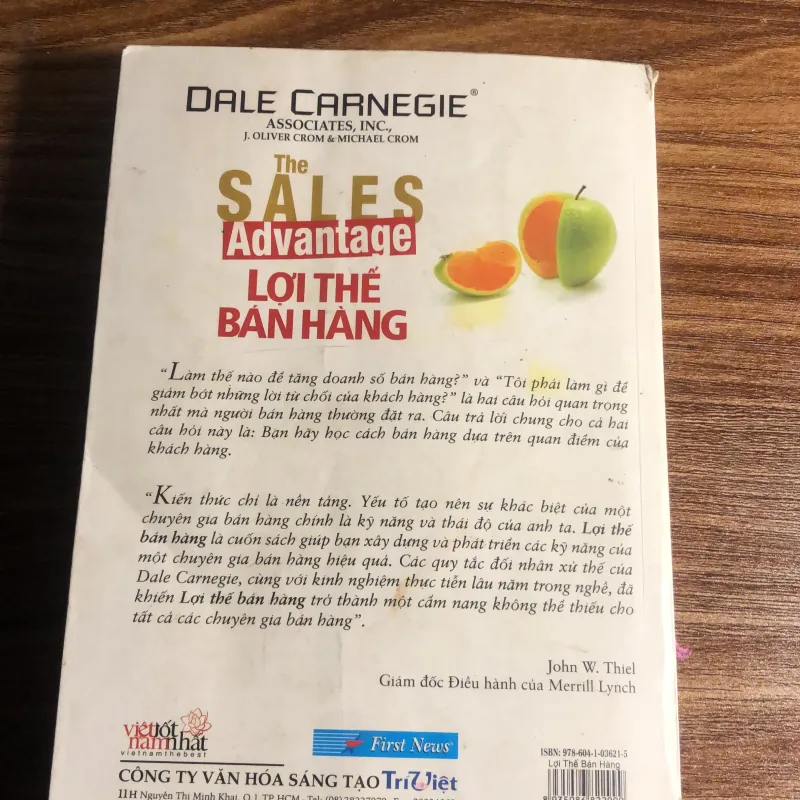 DALE CARNEGIE®
ASSOCIATES, INC.,
J. OLIVER CROM & MICHAEL CROM
The
SALES
Advantage
LỢI THẾ
BÁN HÀNG
“Làm thế nào để tăng doanh số bán hàng?” và “Tôi phải làm gì để
giảm bớt những lời từ chối của khách hàng?” là hai câu hỏi quan trọng
nhất mà người bán hàng thường đặt ra. Câu trả lời chung cho cả hai
câu hỏi này là: Bạn hãy học cách bán hàng dựa trên quan điểm của
khách hàng.
“Kiến thức chỉ là nền tảng. Yếu tố tạo nên sự khác biệt của một
chuyên gia bán hàng chính là kỹ năng và thái độ của anh ta. Lợi thế
bán hàng là cuốn sách giúp bạn xây dựng và phát triển các kỹ năng của
một chuyên gia bán hàng hiệu quả. Các quy tắc đối nhân xử thế của
Dale Carnegie, cùng với kinh nghiệm thực tiễn lâu năm trong nghề, đã
khiến Lợi thế bán hàng trở thành một cẩm nang không thể thiếu cho
tất cả các chuyên gia bán hàng”.
John W. Thiel
Giám đốc Điều hành của Merrill Lynch
việt tốt
nam nhất
vietnamthebest
First News®
ISBN: 978-604-1-03621-5
Lợi Thế Bán Hàng
CÔNG TY VĂN HÓA SÁNG TẠO Trí Việt
11H Nguyễn Thị Minh Khai, Q.1, TP. HCM - Tel: